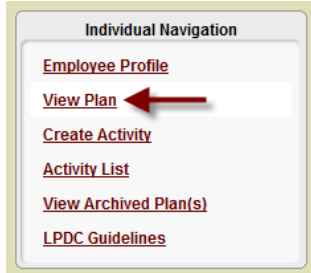 Individual Navigation
Employee Profile
View Plan
Create Activity
Activity List
View Archived Plan(s)
LPDC Guidelines